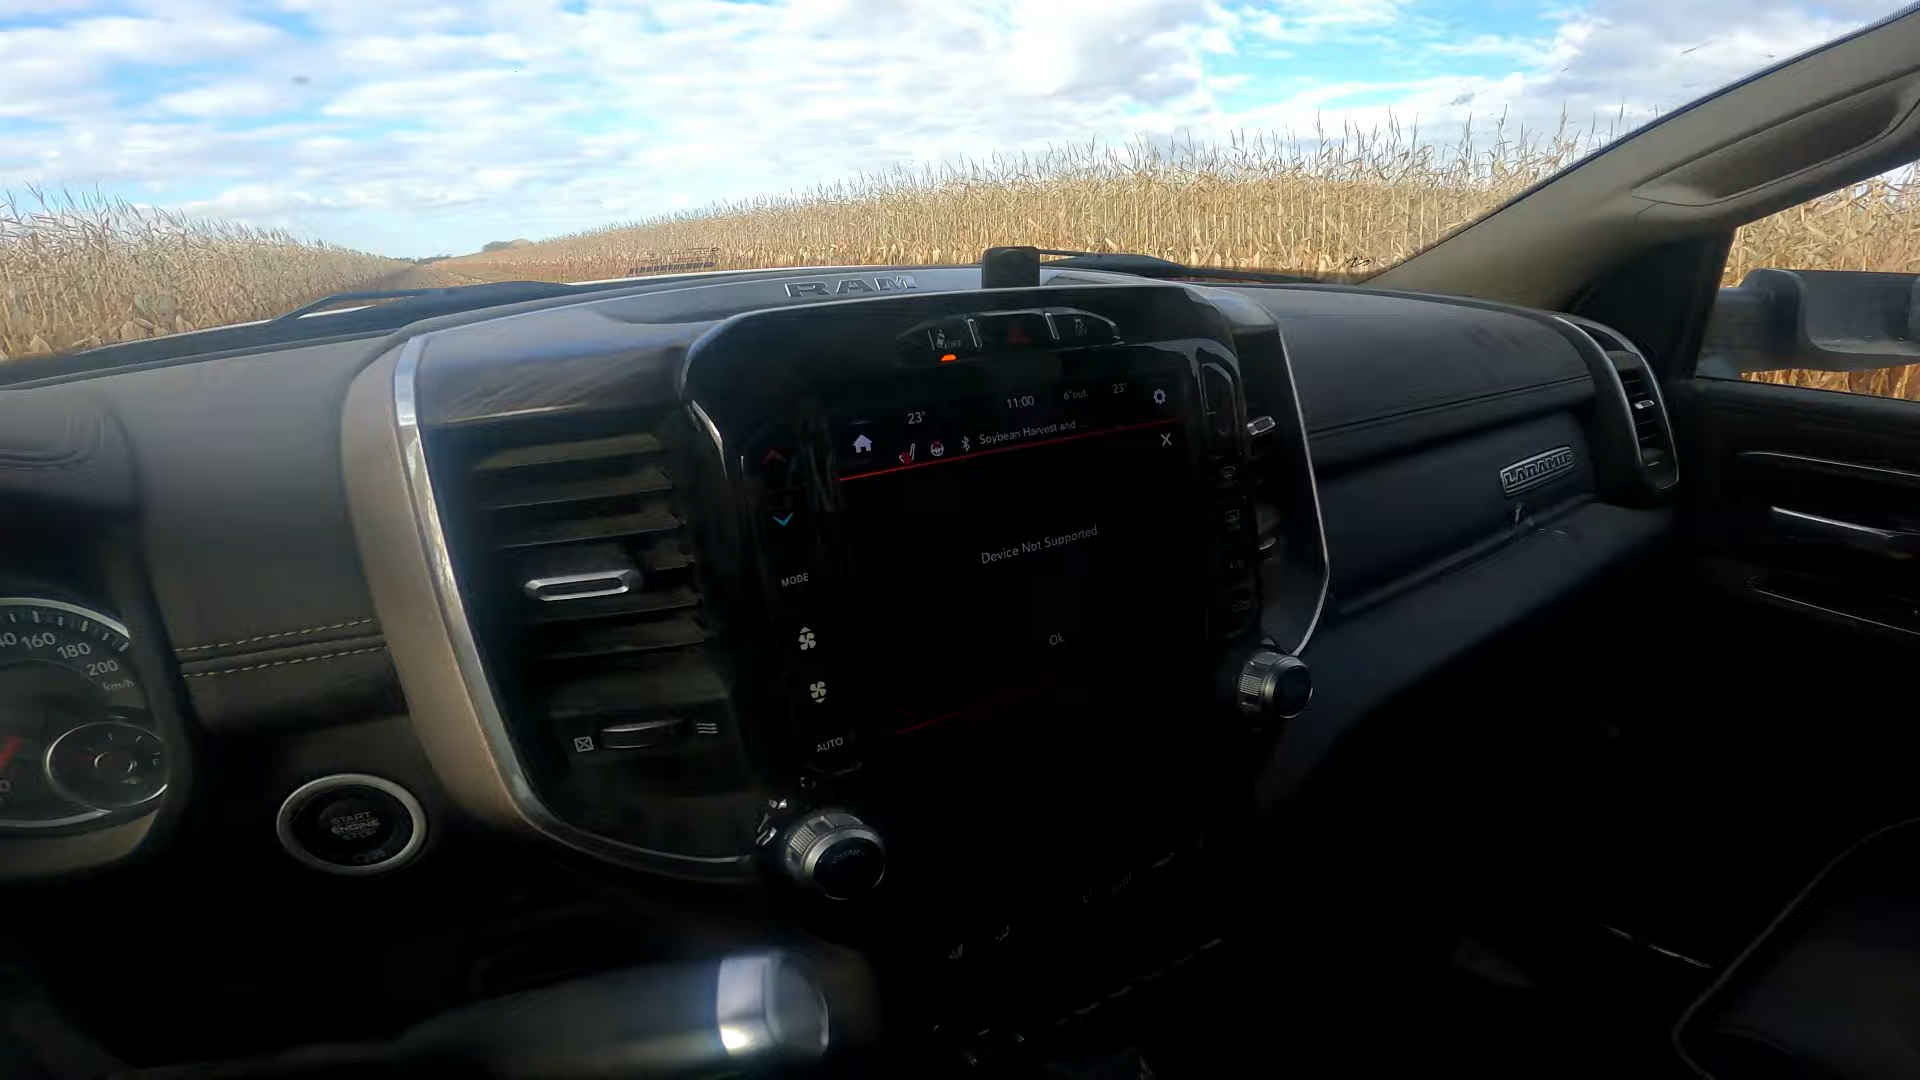 RAM
OFF
23°
11:00
6°out.
23°
Soybean Harvest and ...
Device Not Supported.
Ok
MODE
AUTO
LARAMIE
160
180
200
km/h
START
ENGINE
STOP